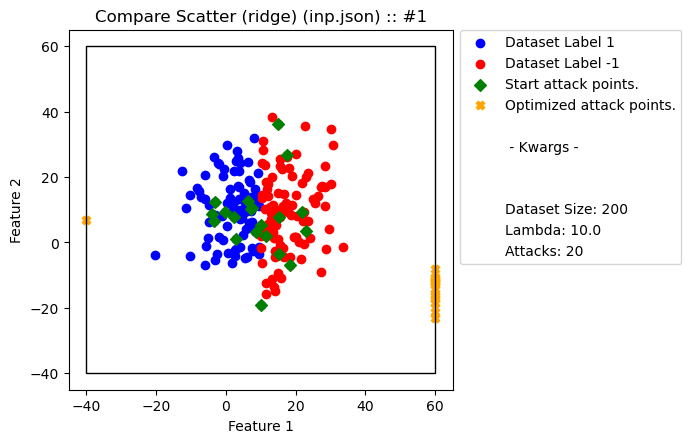 Compare Scatter (ridge) (inp.json) :: #1
60
40
20
0
−20
−40
Feature 2
−40
−20
0
20
40
60
Feature 1
Dataset Label 1
Dataset Label -1
Start attack points.
Optimized attack points.
- Kwargs -
Dataset Size: 200
Lambda: 10.0
Attacks: 20